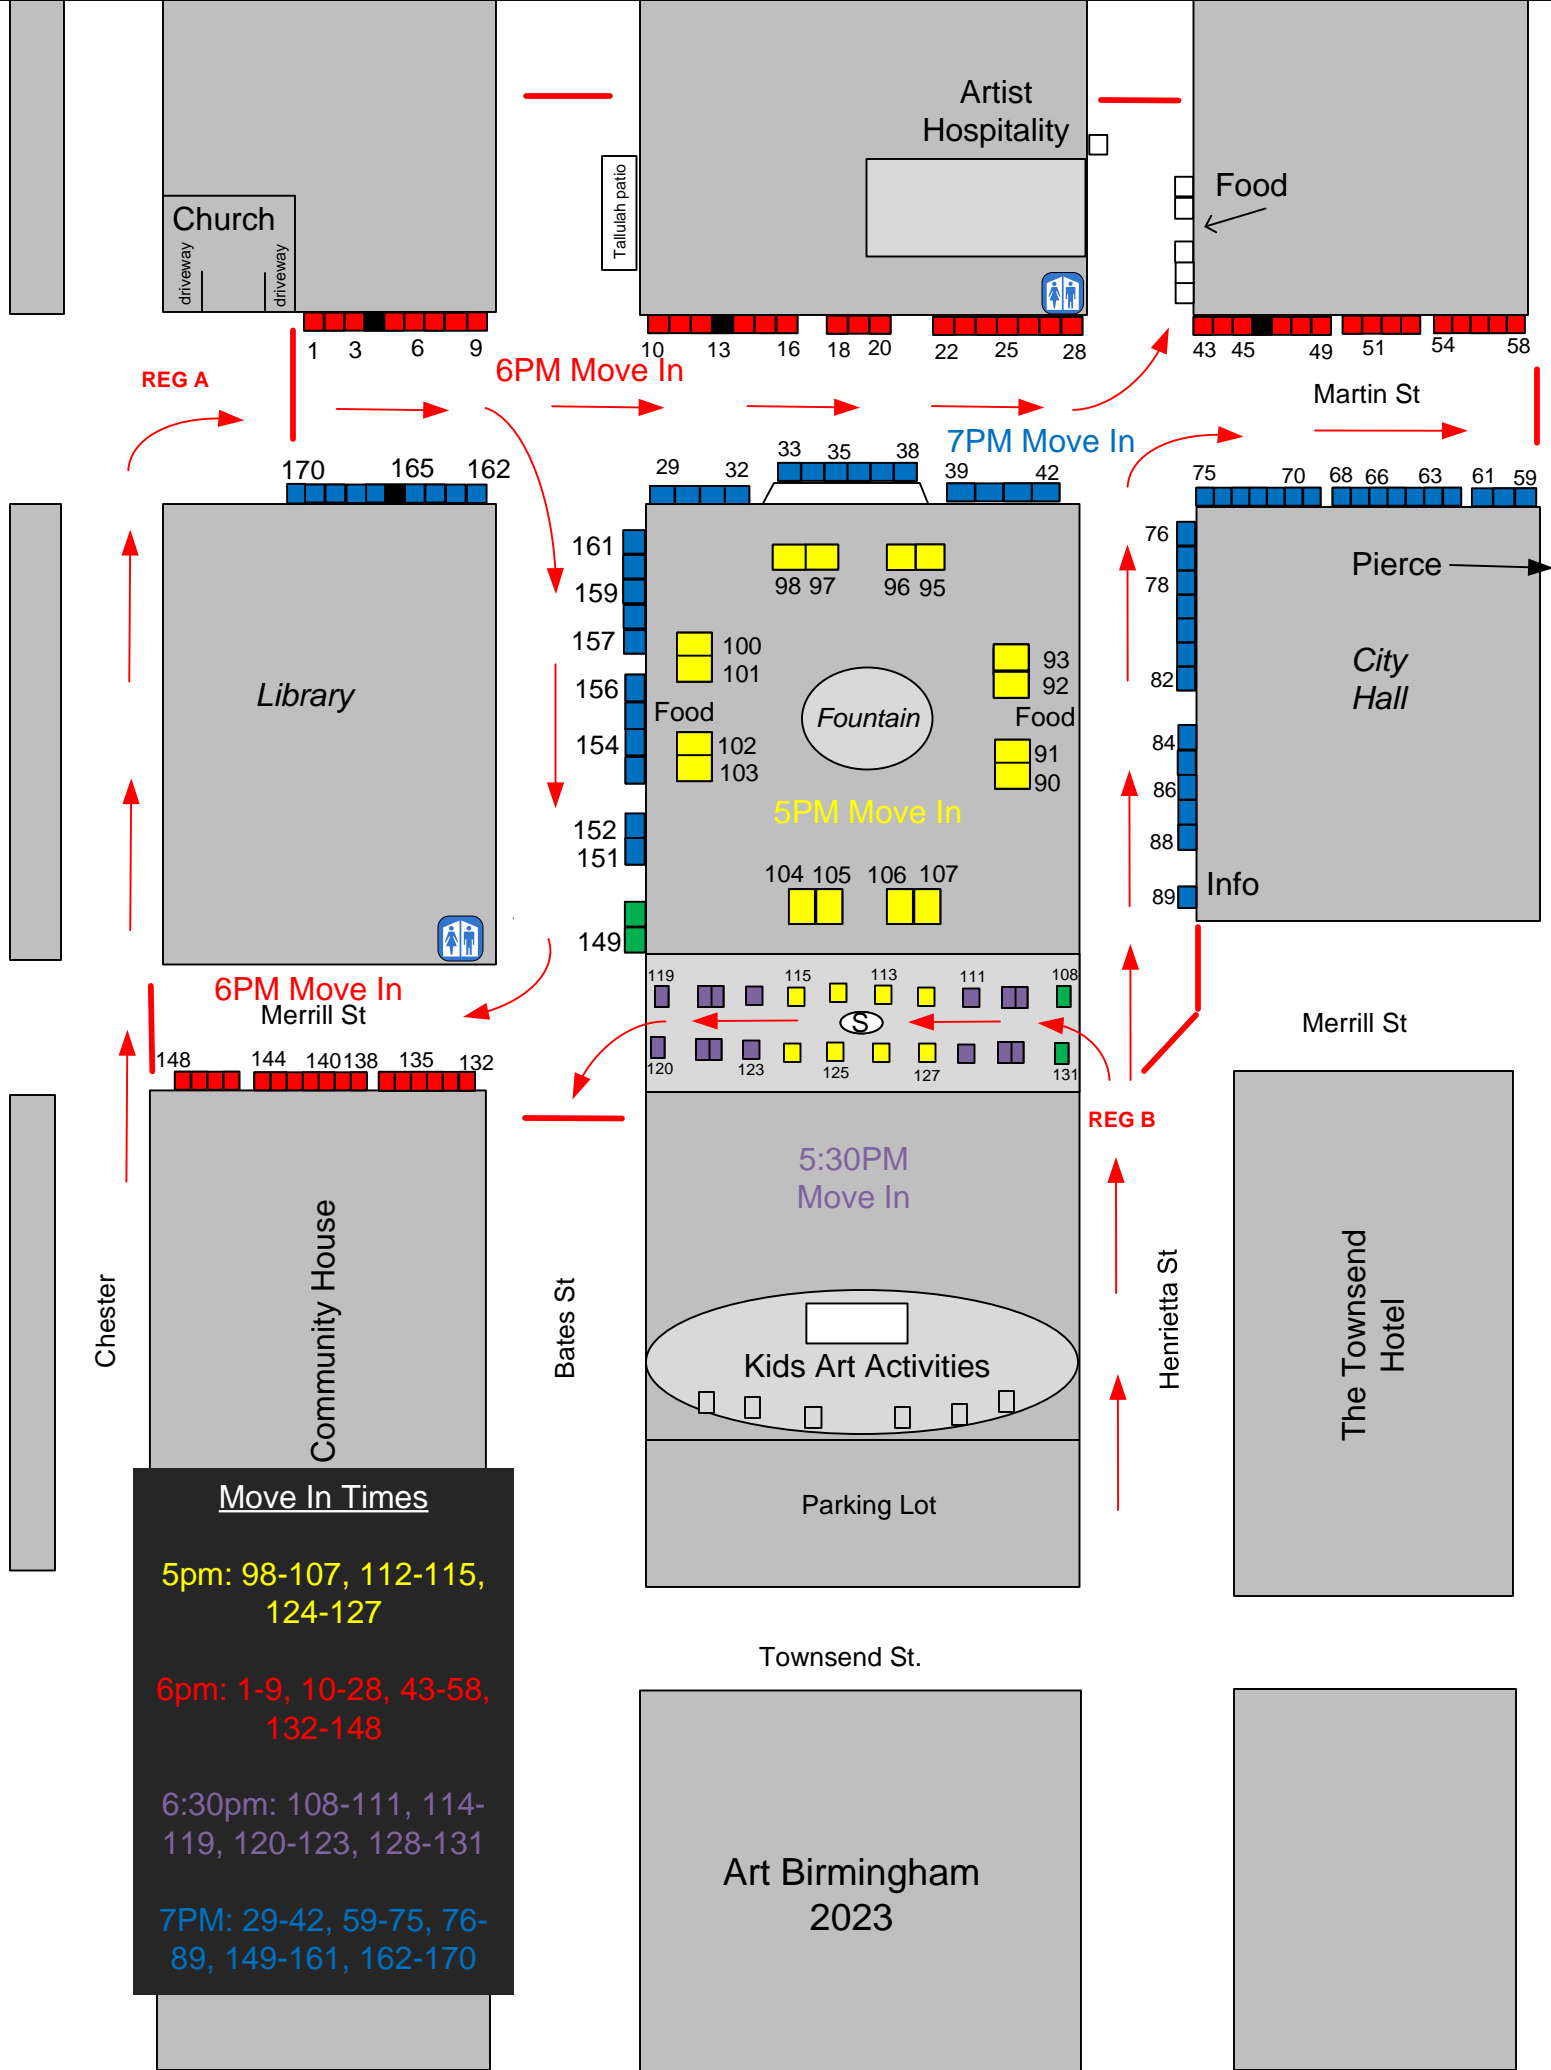 Artist
Hospitality
Food
Church
driveway
driveway
Tallulah patio
1 3 6 9
10 13 16 18 20 22 25 28
43 45 49 51 54 58
REG A
6PM Move In
Martin St
7PM Move In
170 165 162
29 32 33 35 38 39 42
75 70 68 66 63 61 59
161
159
157
156
154
152
151
149
98 97 96 95
100
101
Food
102
103
93
92
Food
91
90
Fountain
5PM Move In
104 105 106 107
76
78
82
84
86
88
89
Pierce
City
Hall
Info
Library
6PM Move In
Merrill St
148 144 140 138 135 132
119 115 113 111 108
S
120 123 125 127 131
Merrill St
REG B
5:30PM
Move In
Chester
Community House
Bates St
Henrietta St
The Townsend
Hotel
Kids Art Activities
Parking Lot
Move In Times
5pm: 98-107, 112-115,
124-127
6pm: 1-9, 10-28, 43-58,
132-148
6:30pm: 108-111, 114-
119, 120-123, 128-131
7PM: 29-42, 59-75, 76-
89, 149-161, 162-170
Townsend St.
Art Birmingham
2023